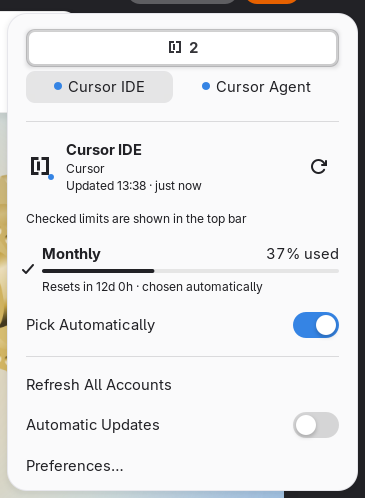 2
Cursor IDE
Cursor Agent
Cursor IDE
Cursor
Updated 13:38 · just now
Checked limits are shown in the top bar
Monthly
37% used
Resets in 12d 0h · chosen automatically
Pick Automatically
Refresh All Accounts
Automatic Updates
Preferences...